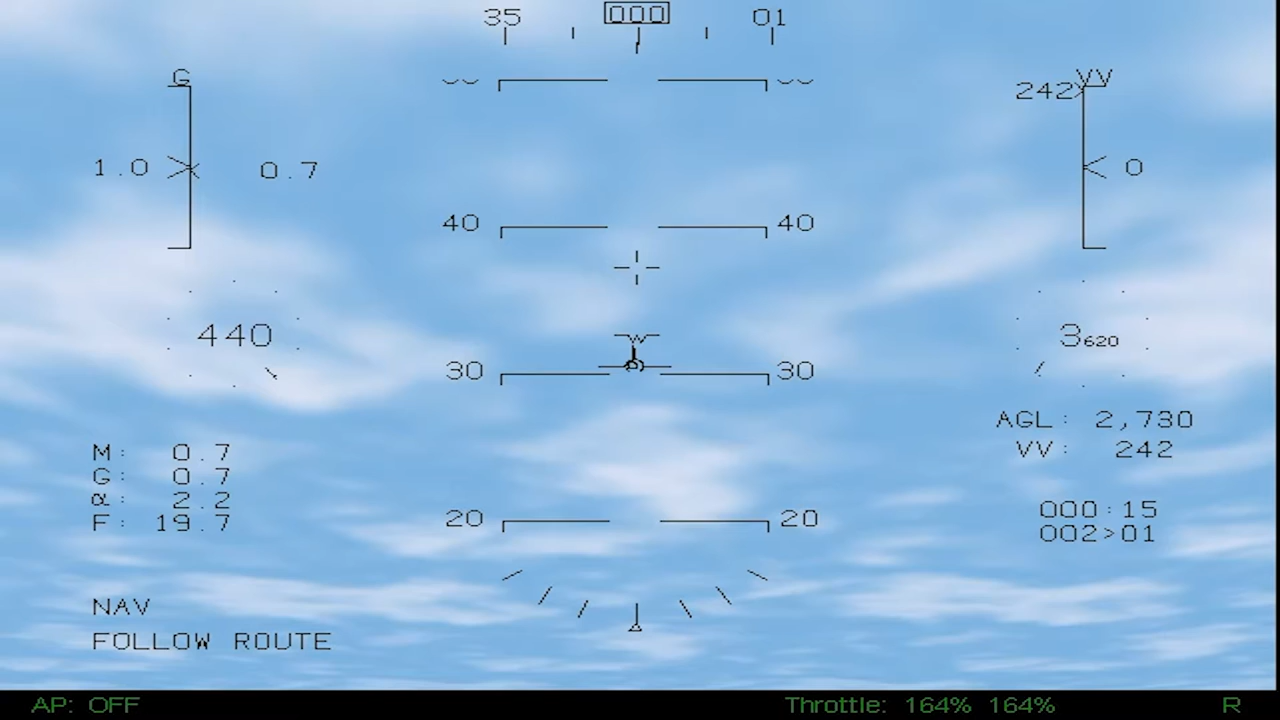 35 000 01
G VV
242
1.0 0.7 0
40 40
440 3620
W
30 30
AGL: 2,730
VV: 242
M: 0.7
G: 0.7
α: 2.2
F: 19.7
000:15
002>01
20 20
NAV
FOLLOW ROUTE
AP: OFF Throttle: 164% 164% R